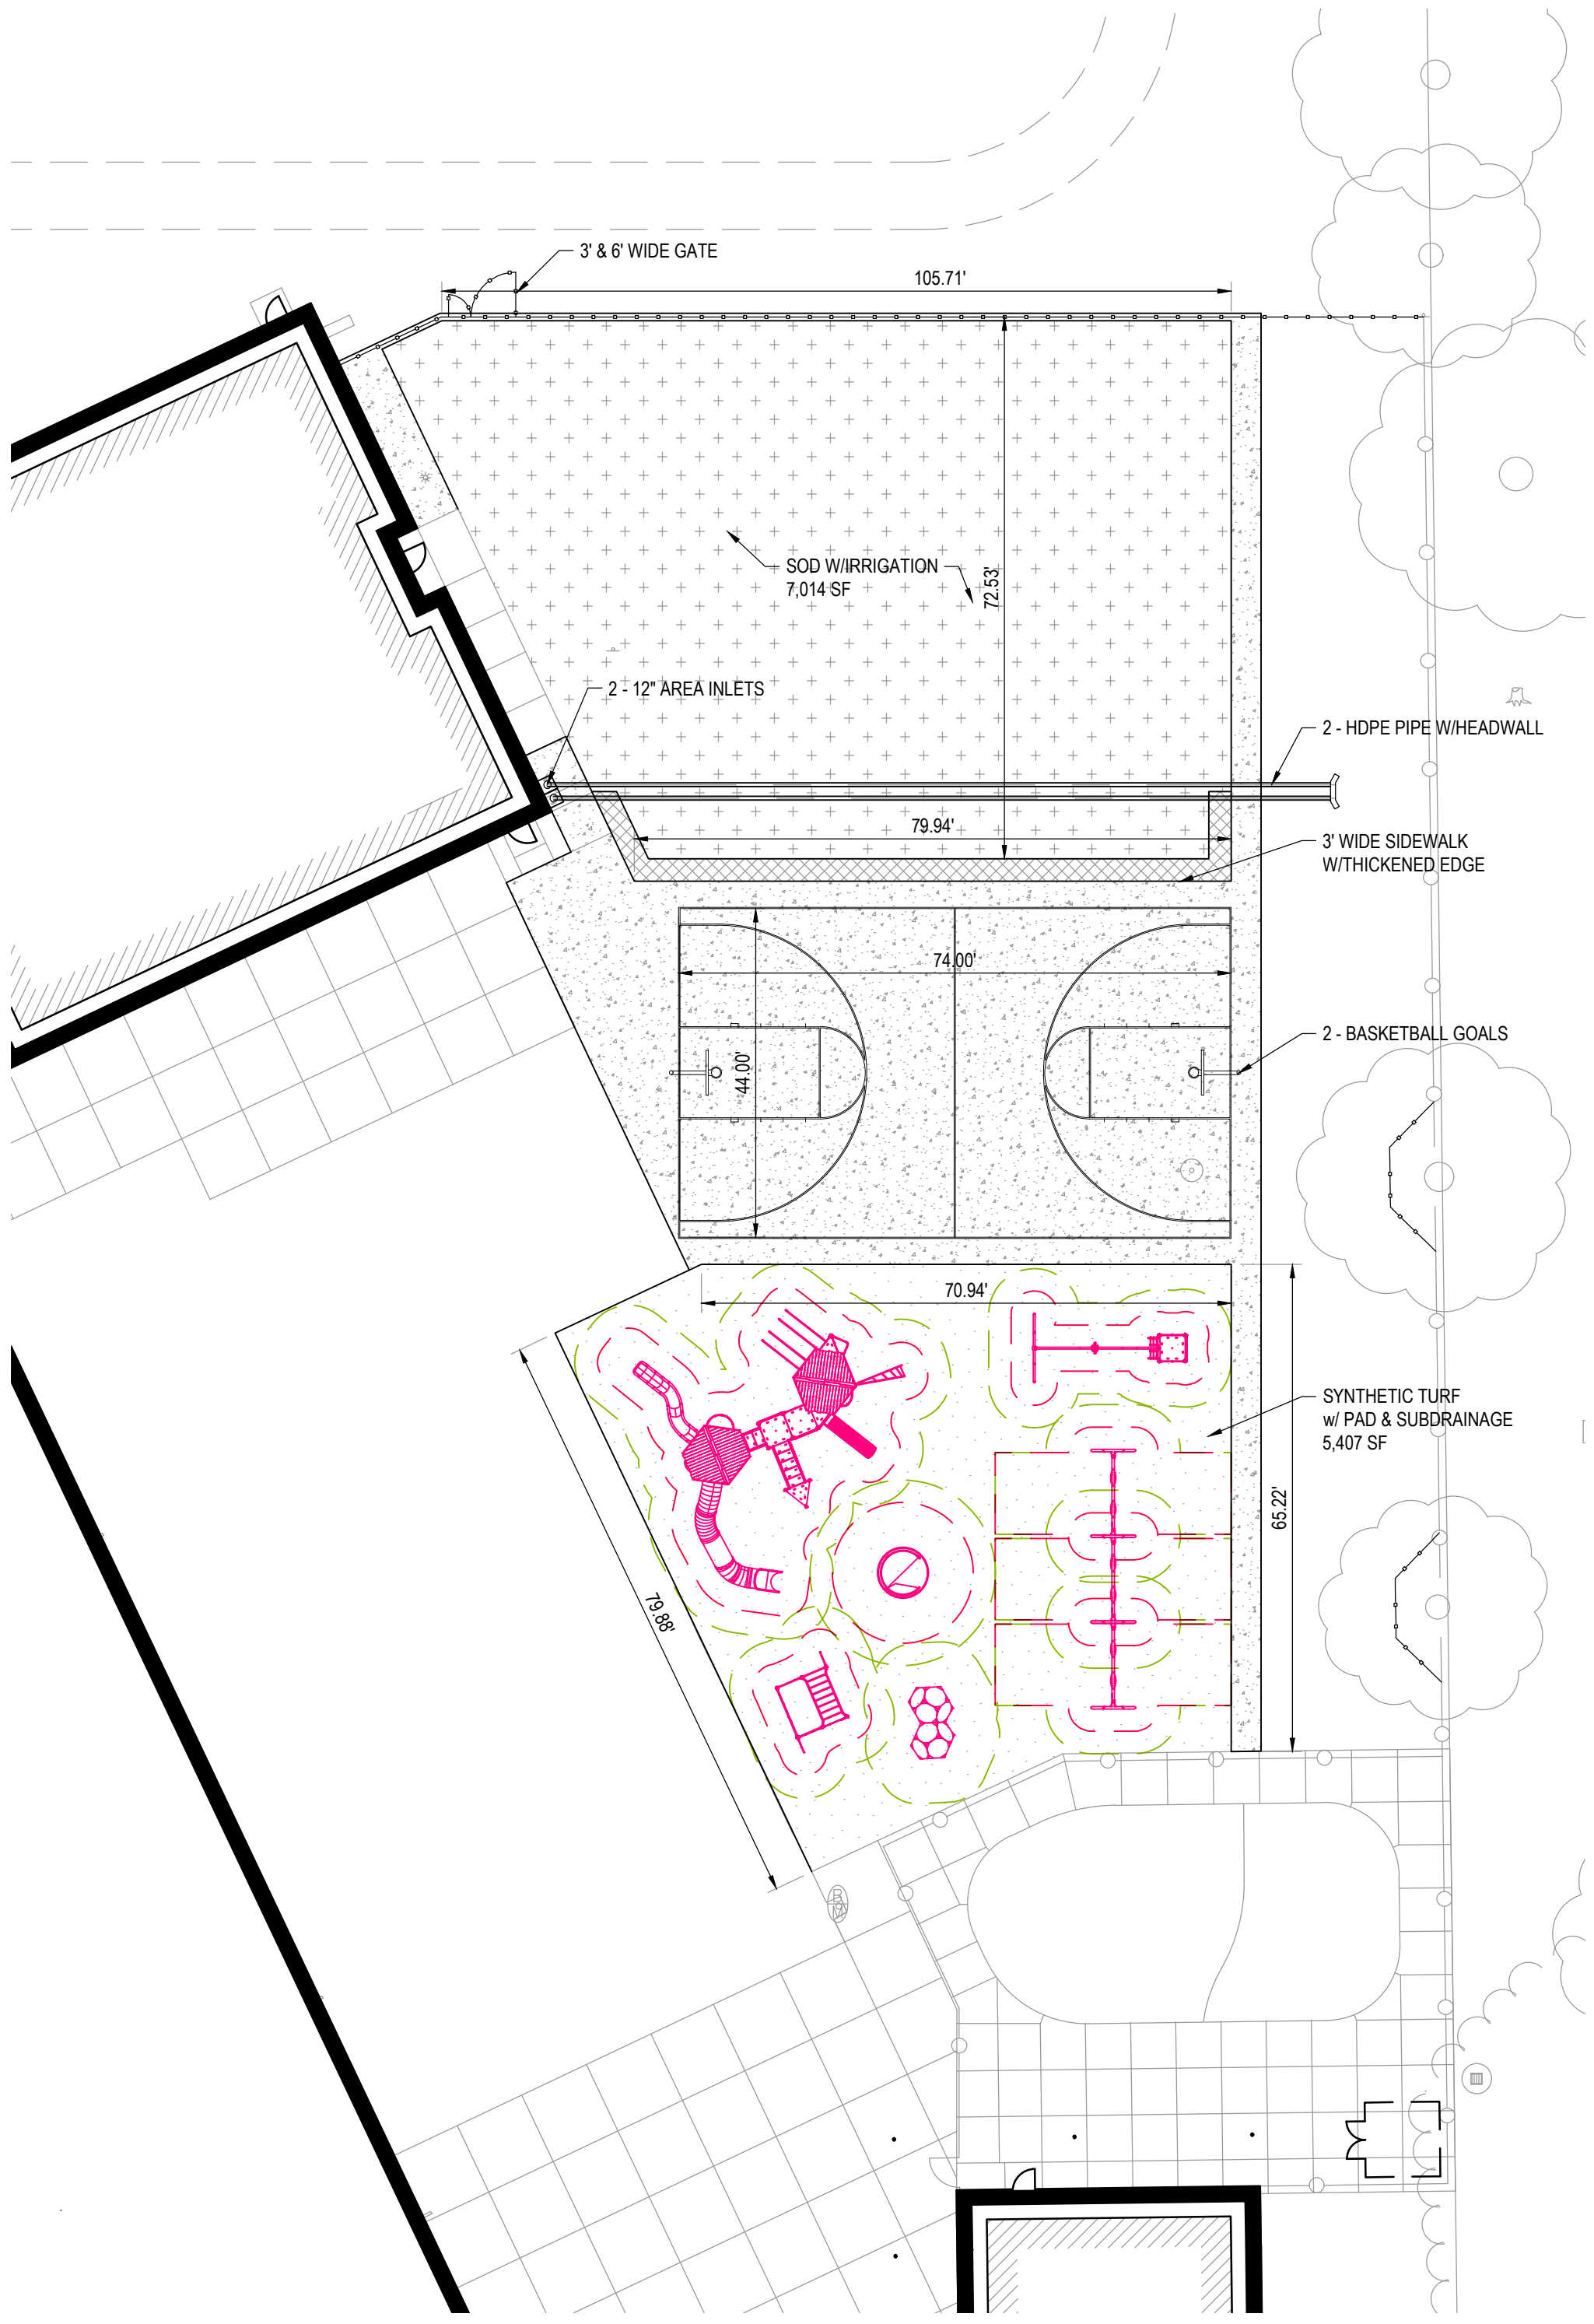 3' & 6' WIDE GATE
105.71'
SOD W/IRRIGATION
7,014 SF
72.53'
2 - 12" AREA INLETS
2 - HDPE PIPE W/HEADWALL
79.94'
3' WIDE SIDEWALK
W/THICKENED EDGE
74.00'
2 - BASKETBALL GOALS
44.00'
70.94'
SYNTHETIC TURF
w/ PAD & SUBDRAINAGE
5,407 SF
65.22'
79.88'